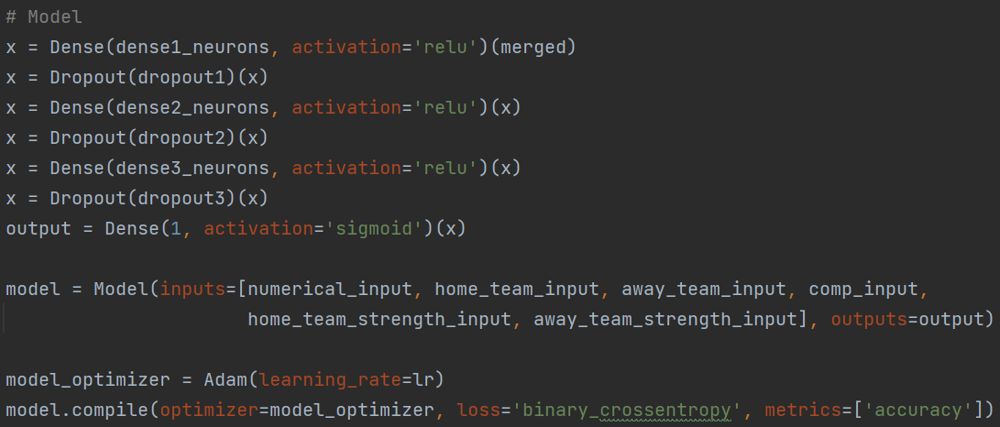 # Model
x = Dense(dense1_neurons, activation='relu')(merged)
x = Dropout(dropout1)(x)
x = Dense(dense2_neurons, activation='relu')(x)
x = Dropout(dropout2)(x)
x = Dense(dense3_neurons, activation='relu')(x)
x = Dropout(dropout3)(x)
output = Dense(1, activation='sigmoid')(x)

model = Model(inputs=[numerical_input, home_team_input, away_team_input, comp_input,
                      home_team_strength_input, away_team_strength_input], outputs=output)

model_optimizer = Adam(learning_rate=lr)
model.compile(optimizer=model_optimizer, loss='binary_crossentropy', metrics=['accuracy'])